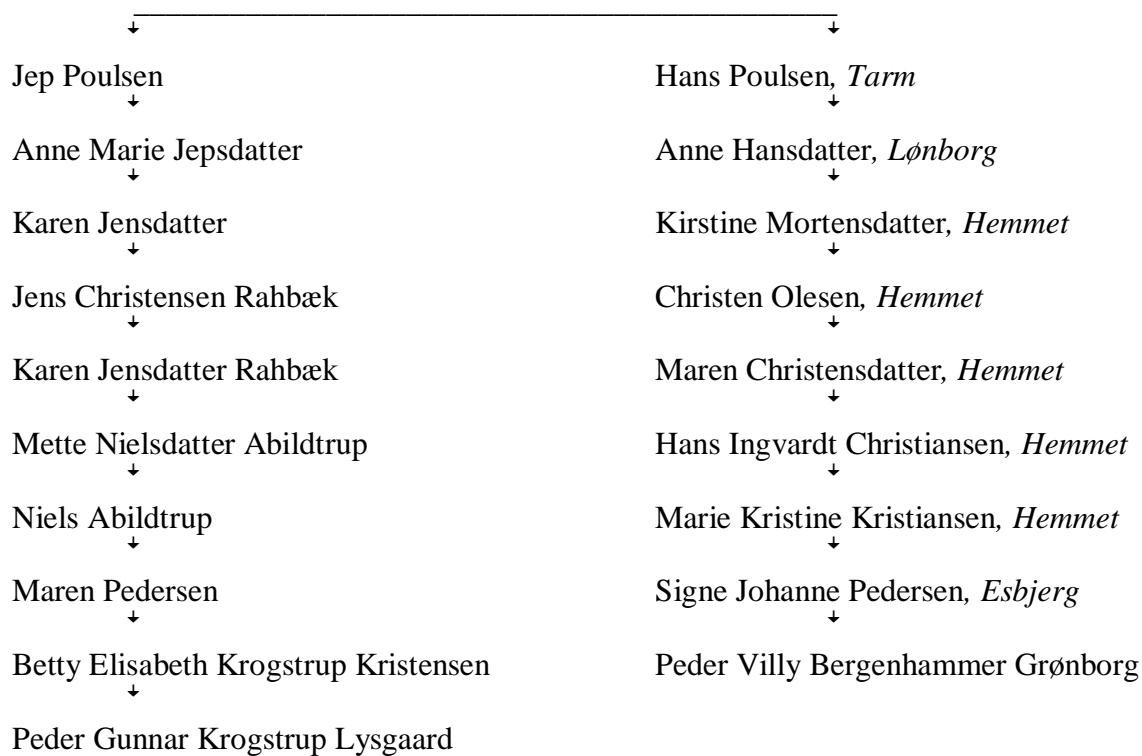 Jep Poulsen Hans Poulsen, Tarm
Anne Marie Jepsdatter Anne Hansdatter, Lønborg
Karen Jensdatter Kirstine Mortensdatter, Hemmet
Jens Christensen Rahbæk Christen Olesen, Hemmet
Karen Jensdatter Rahbæk Maren Christensdatter, Hemmet
Mette Nielsdatter Abildtrup Hans Ingvardt Christiansen, Hemmet
Niels Abildtrup Marie Kristine Kristiansen, Hemmet
Maren Pedersen Signe Johanne Pedersen, Esbjerg
Betty Elisabeth Krogstrup Kristensen Peder Villy Bergenhammer Grønborg
Peder Gunnar Krogstrup Lysgaard